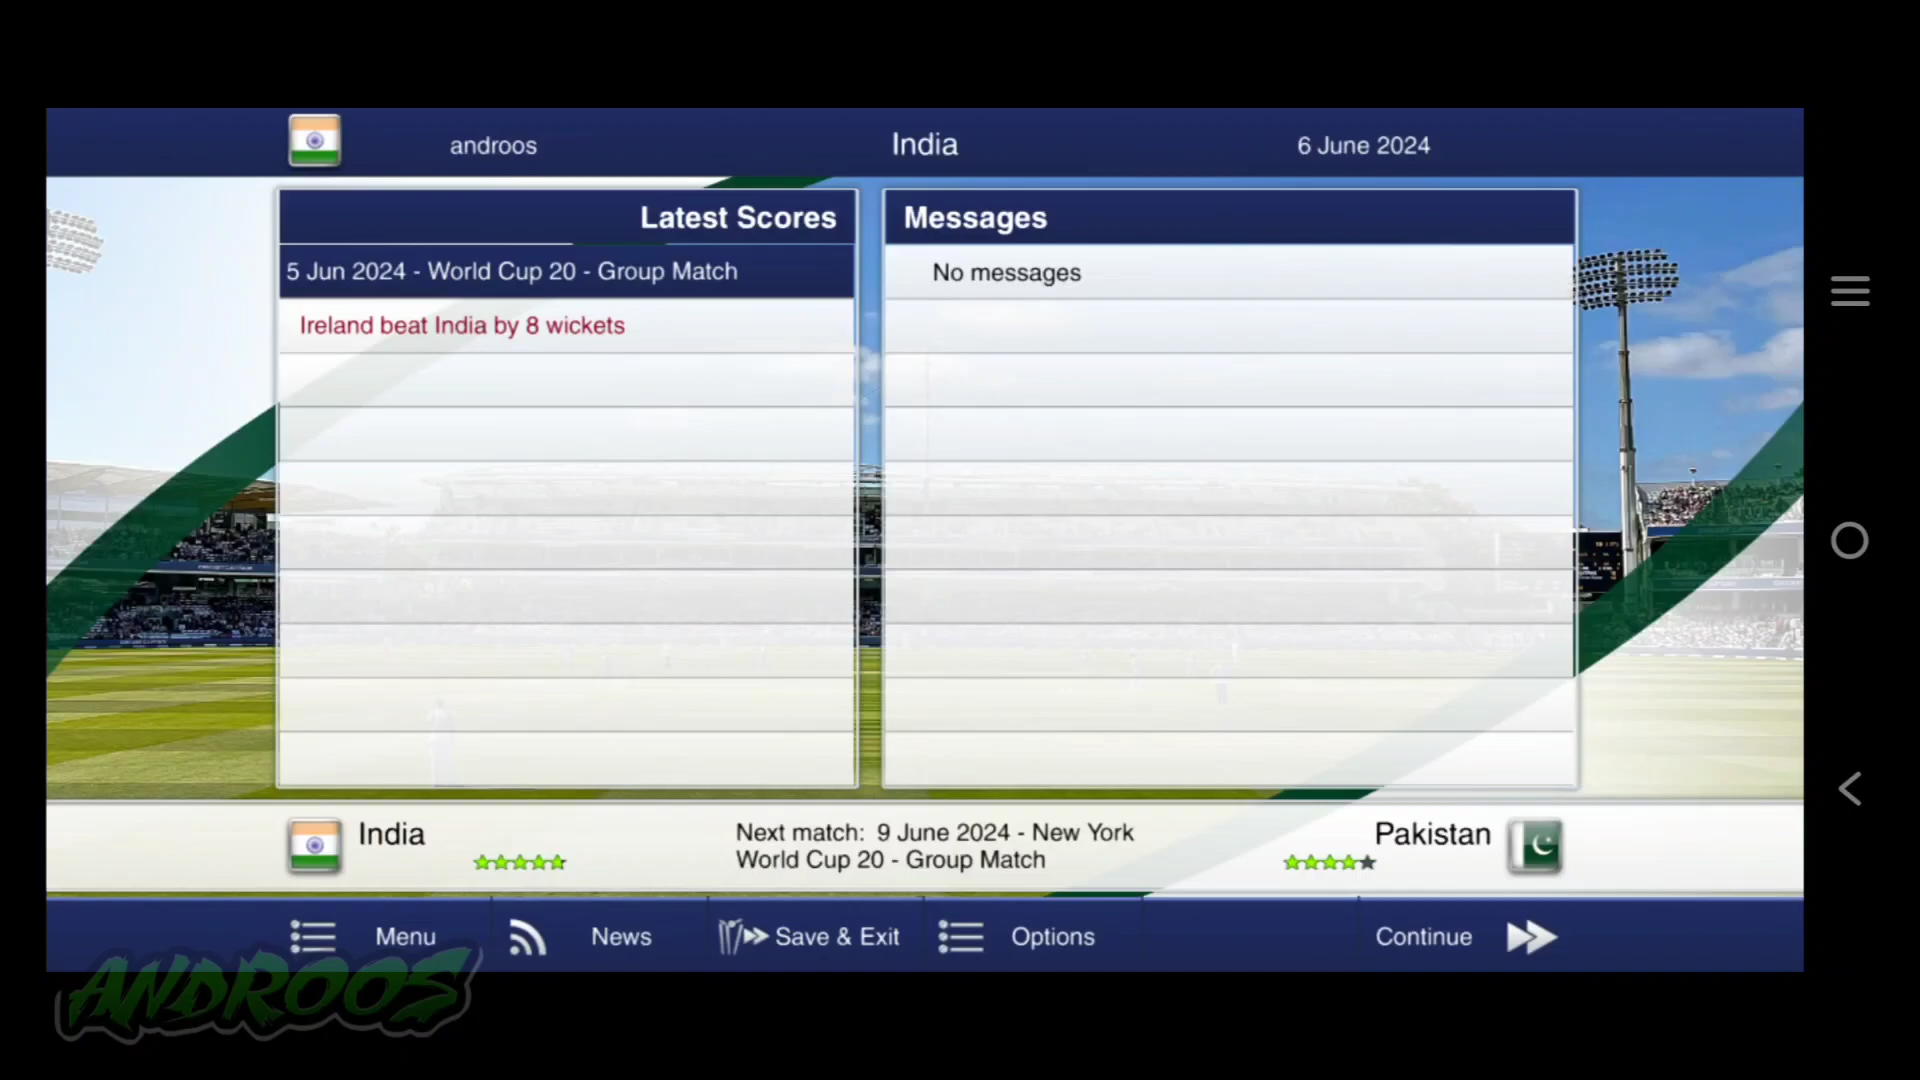 androos
India
6 June 2024
Latest Scores
5 Jun 2024 - World Cup 20 - Group Match
Ireland beat India by 8 wickets
Messages
No messages
India
Next match: 9 June 2024 - New York
World Cup 20 - Group Match
Pakistan
Menu
News
Save & Exit
Options
Continue
ANDROOS